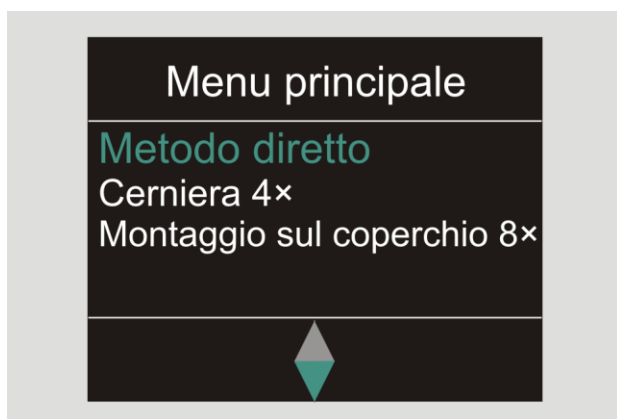 Menu principale
Metodo diretto
Cerniera 4×
Montaggio sul coperchio 8×